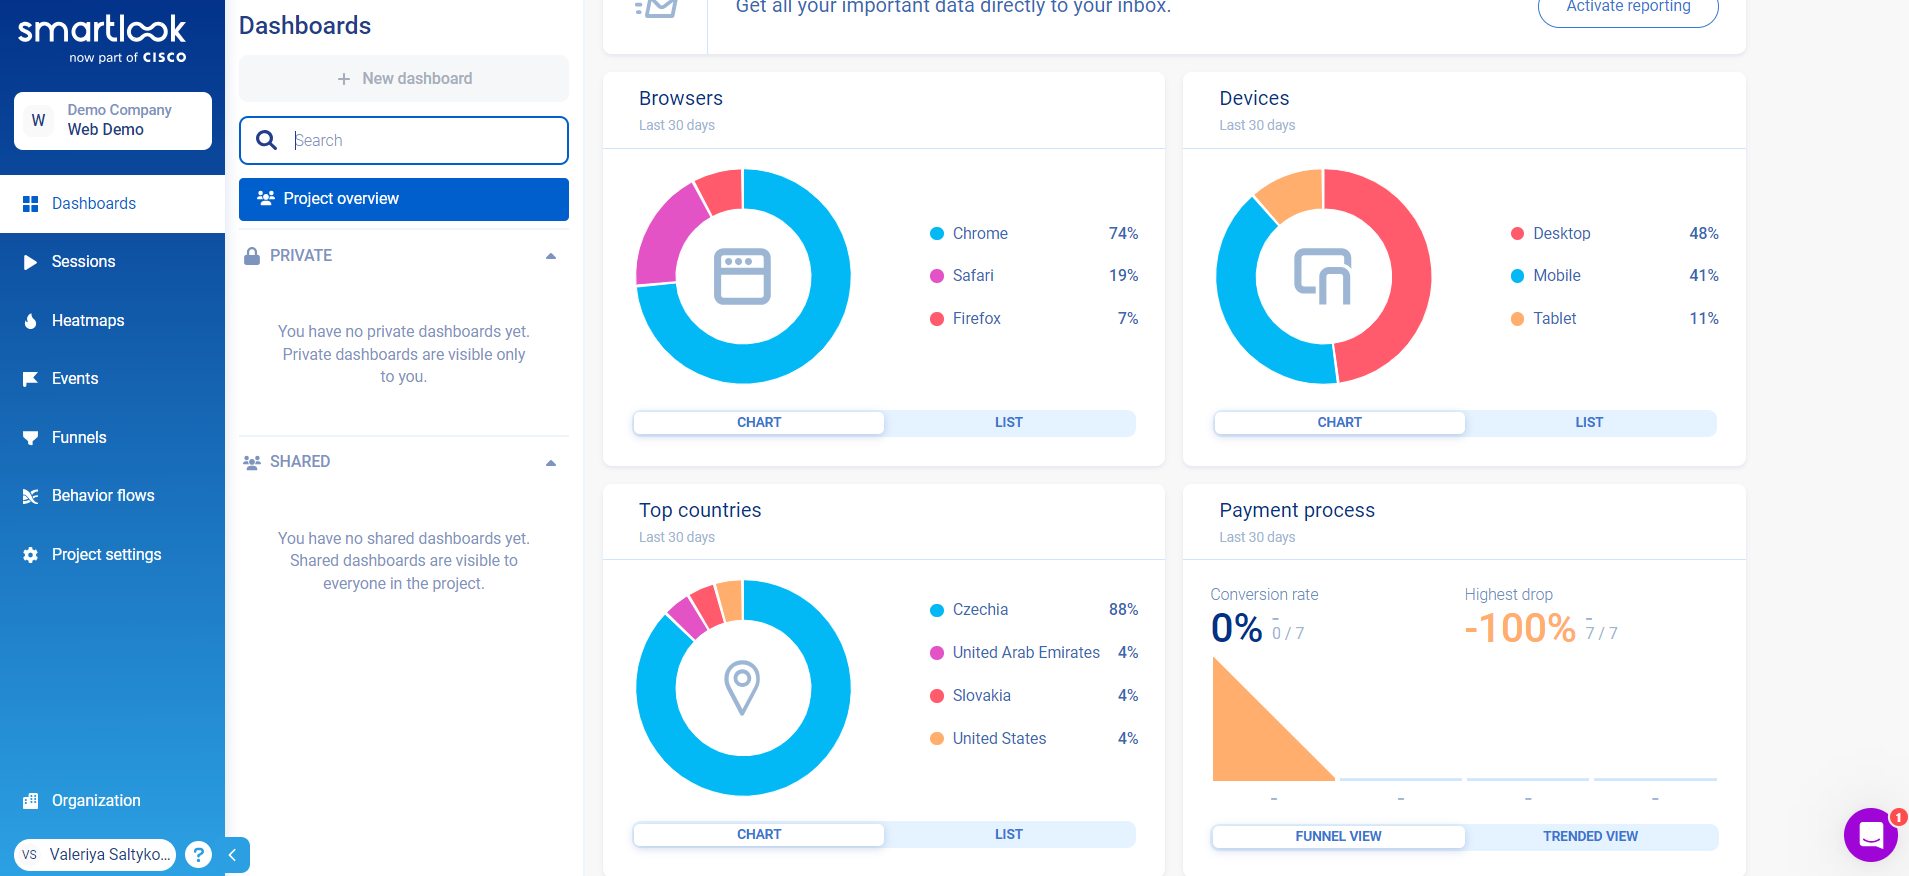 smartlook
now part of CISCO
W
Demo Company
Web Demo
Dashboards
Sessions
Heatmaps
Events
Funnels
Behavior flows
Project settings
Organization
VS Valeriya Saltyko...
?
Dashboards
+ New dashboard
Search
Project overview
PRIVATE
You have no private dashboards yet.
Private dashboards are visible only
to you.
SHARED
You have no shared dashboards yet.
Shared dashboards are visible to
everyone in the project.
Get all your important data directly to your inbox.
Activate reporting
Browsers
Last 30 days
Chrome 74%
Safari 19%
Firefox 7%
CHART LIST
Devices
Last 30 days
Desktop 48%
Mobile 41%
Tablet 11%
CHART LIST
Top countries
Last 30 days
Czechia 88%
United Arab Emirates 4%
Slovakia 4%
United States 4%
CHART LIST
Payment process
Last 30 days
Conversion rate
0% - 0 / 7
Highest drop
-100% - 7 / 7
- - - -
FUNNEL VIEW TRENDED VIEW
1